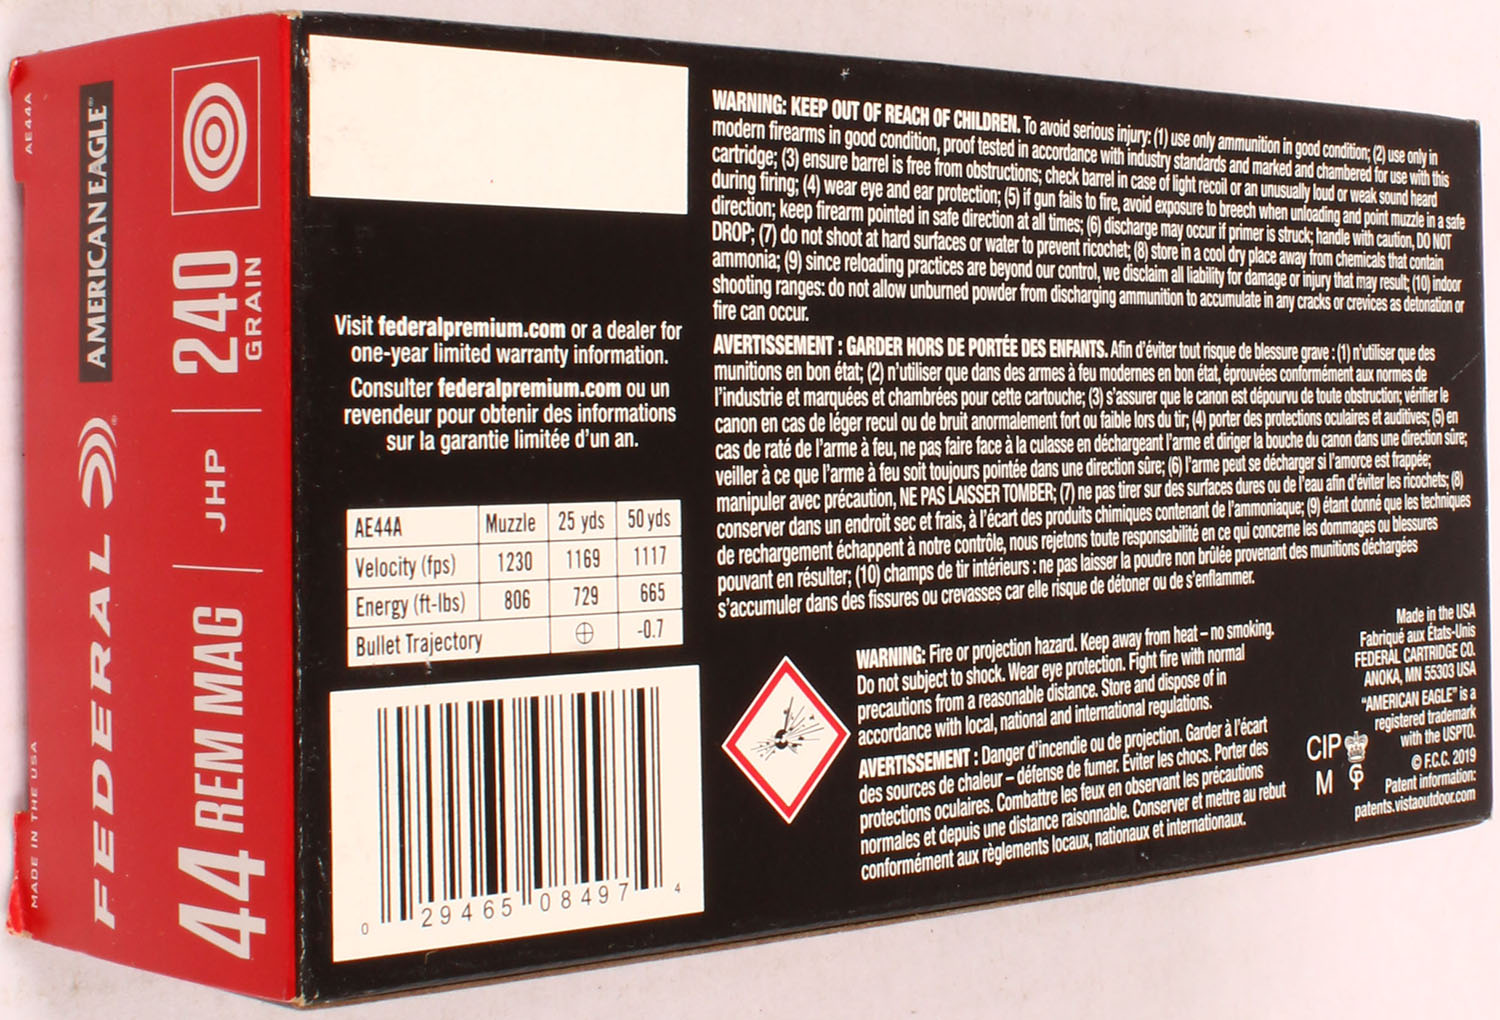 AE44A
MADE IN THE USA
FEDERAL®
AMERICAN EAGLE®
44 REM MAG
JHP
240
GRAIN
Visit federalpremium.com or a dealer for
one-year limited warranty information.
Consulter federalpremium.com ou un
revendeur pour obtenir des informations
sur la garantie limitée d'un an.
AE44A Muzzle 25 yds 50 yds
Velocity (fps) 1230 1169 1117
Energy (ft-lbs) 806 729 665
Bullet Trajectory ⊕ -0.7
0 29465 08497 4
WARNING: KEEP OUT OF REACH OF CHILDREN. To avoid serious injury: (1) use only ammunition in good condition; (2) use only in
modern firearms in good condition, proof tested in accordance with industry standards and marked and chambered for use with this
cartridge; (3) ensure barrel is free from obstructions; check barrel in case of light recoil or an unusually loud or weak sound heard
during firing; (4) wear eye and ear protection; (5) if gun fails to fire, avoid exposure to breech when unloading and point muzzle in a safe
direction; keep firearm pointed in safe direction at all times; (6) discharge may occur if primer is struck; handle with caution, DO NOT
DROP; (7) do not shoot at hard surfaces or water to prevent ricochet; (8) store in a cool dry place away from chemicals that contain
ammonia; (9) since reloading practices are beyond our control, we disclaim all liability for damage or injury that may result; (10) indoor
shooting ranges: do not allow unburned powder from discharging ammunition to accumulate in any cracks or crevices as detonation or
fire can occur.
AVERTISSEMENT : GARDER HORS DE PORTÉE DES ENFANTS. Afin d'éviter tout risque de blessure grave : (1) n'utiliser que des
munitions en bon état; (2) n'utiliser que dans des armes à feu modernes en bon état, éprouvées conformément aux normes de
l'industrie et marquées et chambrées pour cette cartouche; (3) s'assurer que le canon est dépourvu de toute obstruction; vérifier le
canon en cas de léger recul ou de bruit anormalement fort ou faible lors du tir; (4) porter des protections oculaires et auditives; (5) en
cas de raté de l'arme à feu, ne pas faire face à la culasse en déchargeant l'arme et diriger la bouche du canon dans une direction sûre;
veiller à ce que l'arme à feu soit toujours pointée dans une direction sûre; (6) l'arme peut se décharger si l'amorce est frappée;
manipuler avec précaution, NE PAS LAISSER TOMBER; (7) ne pas tirer sur des surfaces dures ou de l'eau afin d'éviter les ricochets; (8)
conserver dans un endroit sec et frais, à l'écart des produits chimiques contenant de l'ammoniaque; (9) étant donné que les techniques
de rechargement échappent à notre contrôle, nous rejetons toute responsabilité en ce qui concerne les dommages ou blessures
pouvant en résulter; (10) champs de tir intérieurs : ne pas laisser la poudre non brûlée provenant des munitions déchargées
s'accumuler dans des fissures ou crevasses car elle risque de détoner ou de s'enflammer.
WARNING: Fire or projection hazard. Keep away from heat – no smoking.
Do not subject to shock. Wear eye protection. Fight fire with normal
precautions from a reasonable distance. Store and dispose of in
accordance with local, national and international regulations.
AVERTISSEMENT : Danger d'incendie ou de projection. Garder à l'écart
des sources de chaleur – défense de fumer. Éviter les chocs. Porter des
protections oculaires. Combattre les feux en observant les précautions
normales et depuis une distance raisonnable. Conserver et mettre au rebut
conformément aux règlements locaux, nationaux et internationaux.
CIP
M
Made in the USA
Fabriqué aux États-Unis
FEDERAL CARTRIDGE CO.
ANOKA, MN 55303 USA
"AMERICAN EAGLE" is a
registered trademark
with the USPTO.
© F.C.C. 2019
Patent information:
patents.vistaoutdoor.com